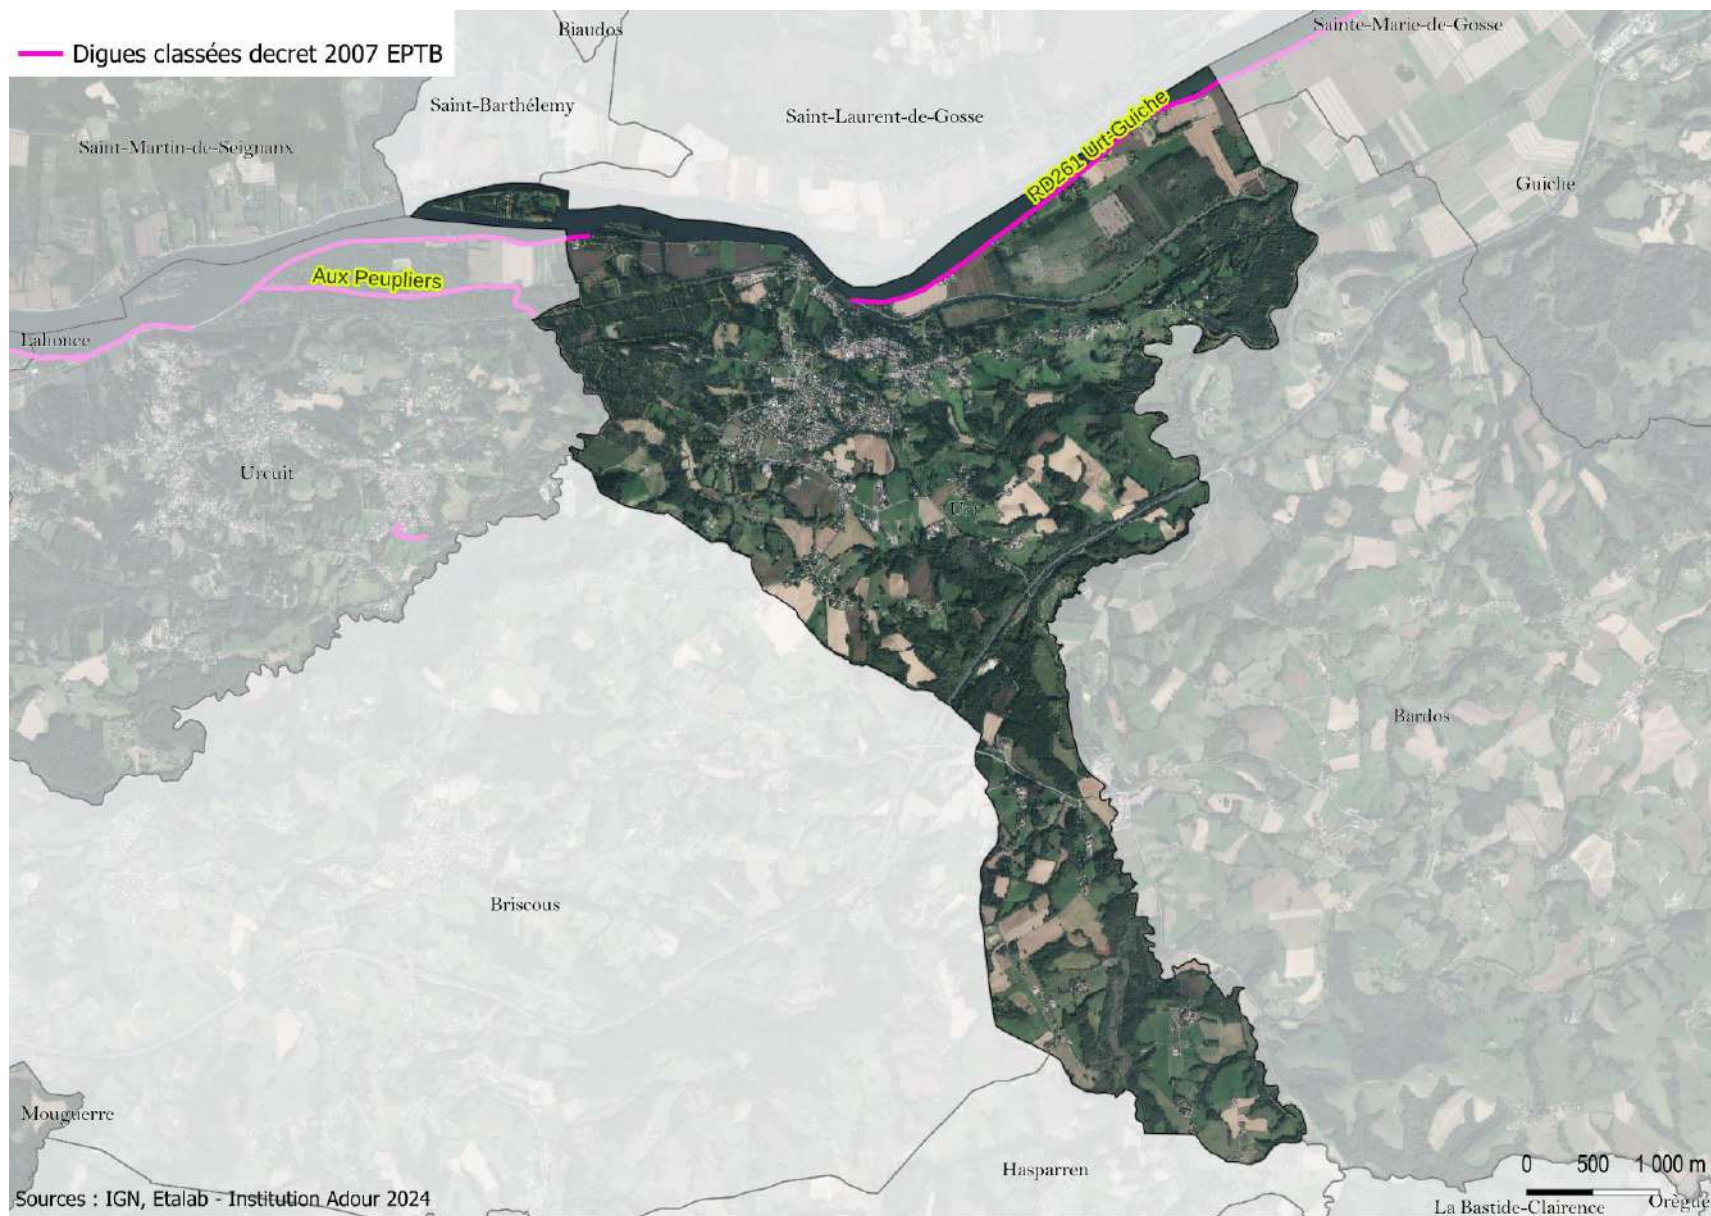 Biaudos
Sainte-Marie-de-Gosse
Digues classées decret 2007 EPTB
Saint-Barthélemy
Saint-Laurent-de-Gosse
RD261 Urt-Guiche
Saint-Martin-de-Seignanx
Guiche
Aux Peupliers
Lahonce
Urcuit
Urt
Bardos
Briscous
Mouguerre
Hasparren
0 500 1 000 m
Sources : IGN, Etalab - Institution Adour 2024
La Bastide-Clairence
Orègue